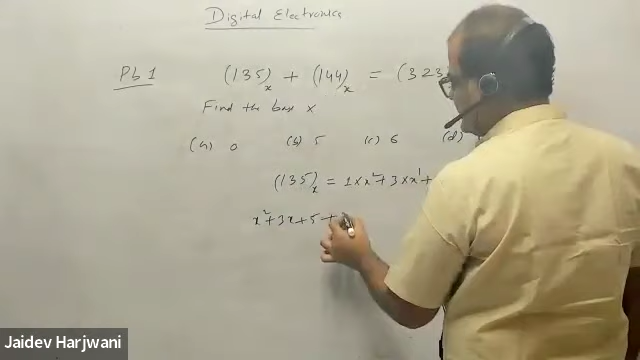 Digital Electronics
Pb 1 (135)x + (144)x = (323
Find the base x
(a) 0 (b) 5 (c) 6 (d)
(135)x = 1 × x² + 3 × x¹ +
x² + 3x + 5 +
Jaidev Harjwani